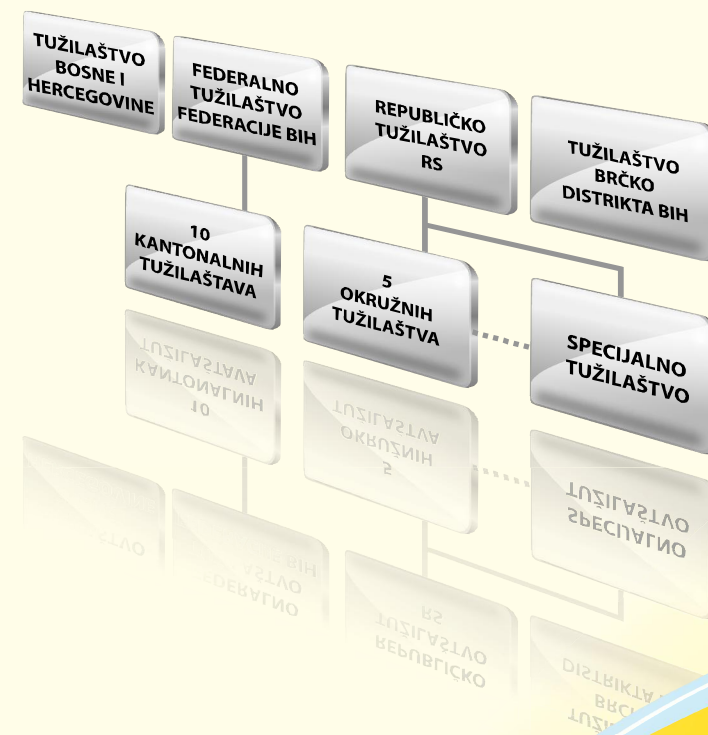 TUŽILAŠTVO
BOSNE I
HERCEGOVINE
FEDERALNO
TUŽILAŠTVO
FEDERACIJE BIH
REPUBLIČKO
TUŽILAŠTVO
RS
TUŽILAŠTVO
BRČKO
DISTRIKTA BIH
10
KANTONALNIH
TUŽILAŠTAVA
5
OKRUŽNIH
TUŽILAŠTVA
SPECIJALNO
TUŽILAŠTVO